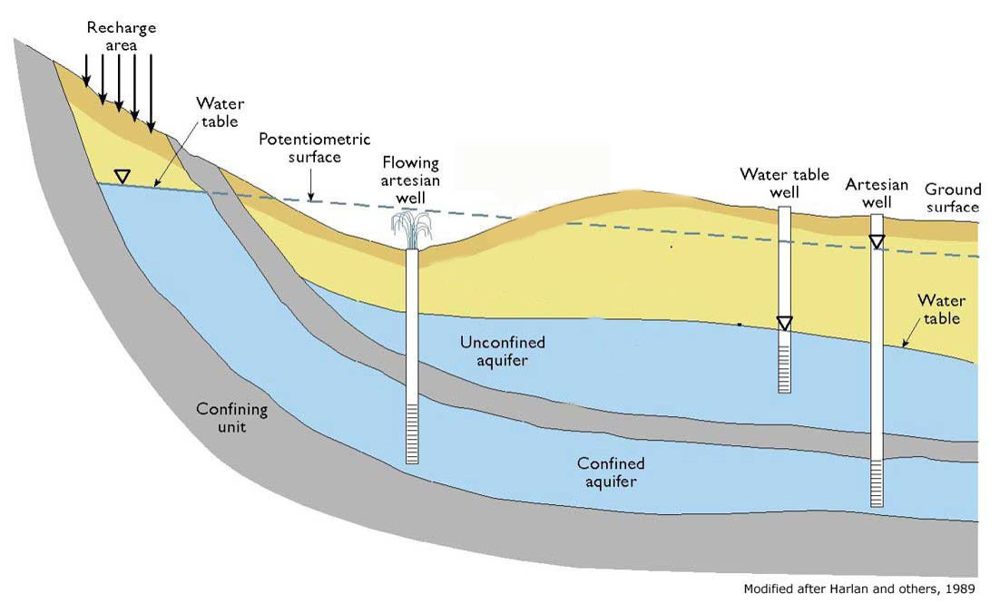 Recharge
area
Water
table
Potentiometric
surface
Flowing
artesian
well
Water table
well
Artesian
well
Ground
surface
Water
table
Unconfined
aquifer
Confining
unit
Confined
aquifer
Modified after Harlan and others, 1989